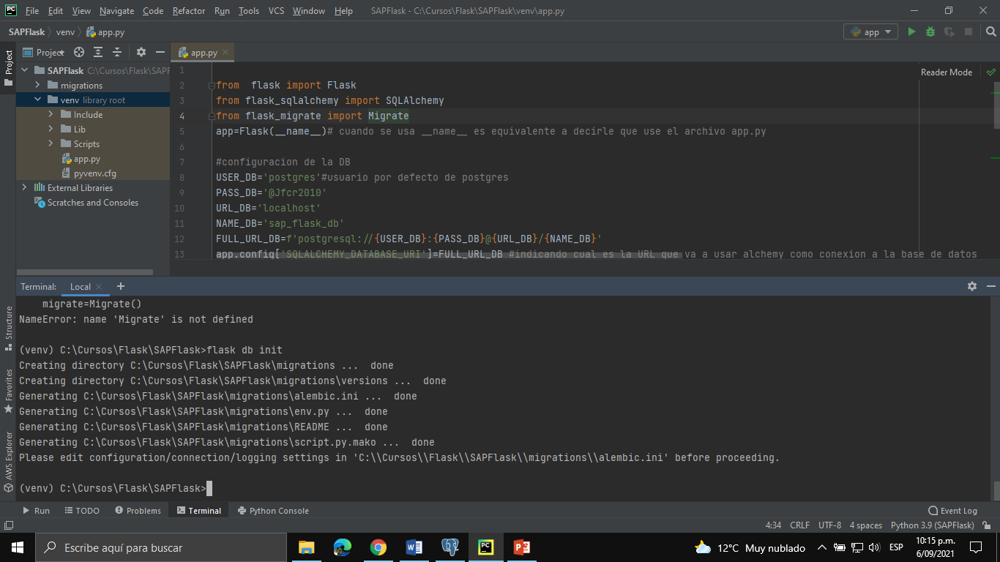 File Edit View Navigate Code Refactor Run Tools VCS Window Help SAPFlask - C:\Cursos\Flask\SAPFlask\venv\app.py
SAPFlask venv app.py app
Project app.py
SAPFlask C:\Cursos\Flask\SAPF
migrations
venv library root
Include
Lib
Scripts
app.py
pyvenv.cfg
External Libraries
Scratches and Consoles
Reader Mode
1
2 from  flask import Flask
3 from flask_sqlalchemy import SQLAlchemy
4 from flask_migrate import Migrate
5 app=Flask(__name__)# cuando se usa __name__ es equivalente a decirle que use el archivo app.py
6
7 #configuracion de la DB
8 USER_DB='postgres'#usuario por defecto de postgres
9 PASS_DB='@Jfcr2010'
10 URL_DB='localhost'
11 NAME_DB='sap_flask_db'
12 FULL_URL_DB=f'postgresql://{USER_DB}:{PASS_DB}@{URL_DB}/{NAME_DB}'
13 app.config['SQLALCHEMY_DATABASE_URI']=FULL_URL_DB #indicando cual es la URL que va a usar alchemy como conexion a la base de datos
Terminal: Local
migrate=Migrate()
NameError: name 'Migrate' is not defined
(venv) C:\Cursos\Flask\SAPFlask>flask db init
Creating directory C:\Cursos\Flask\SAPFlask\migrations ...  done
Creating directory C:\Cursos\Flask\SAPFlask\migrations\versions ...  done
Generating C:\Cursos\Flask\SAPFlask\migrations\alembic.ini ...  done
Generating C:\Cursos\Flask\SAPFlask\migrations\env.py ...  done
Generating C:\Cursos\Flask\SAPFlask\migrations\README ...  done
Generating C:\Cursos\Flask\SAPFlask\migrations\script.py.mako ...  done
Please edit configuration/connection/logging settings in 'C:\\Cursos\\Flask\\SAPFlask\\migrations\\alembic.ini' before proceeding.
(venv) C:\Cursos\Flask\SAPFlask>
Project
Structure
Favorites
AWS Explorer
Run TODO Problems Terminal Python Console Event Log
4:34 CRLF UTF-8 4 spaces Python 3.9 (SAPFlask)
Escribe aquí para buscar
12°C Muy nublado ESP
10:15 p.m.
6/09/2021